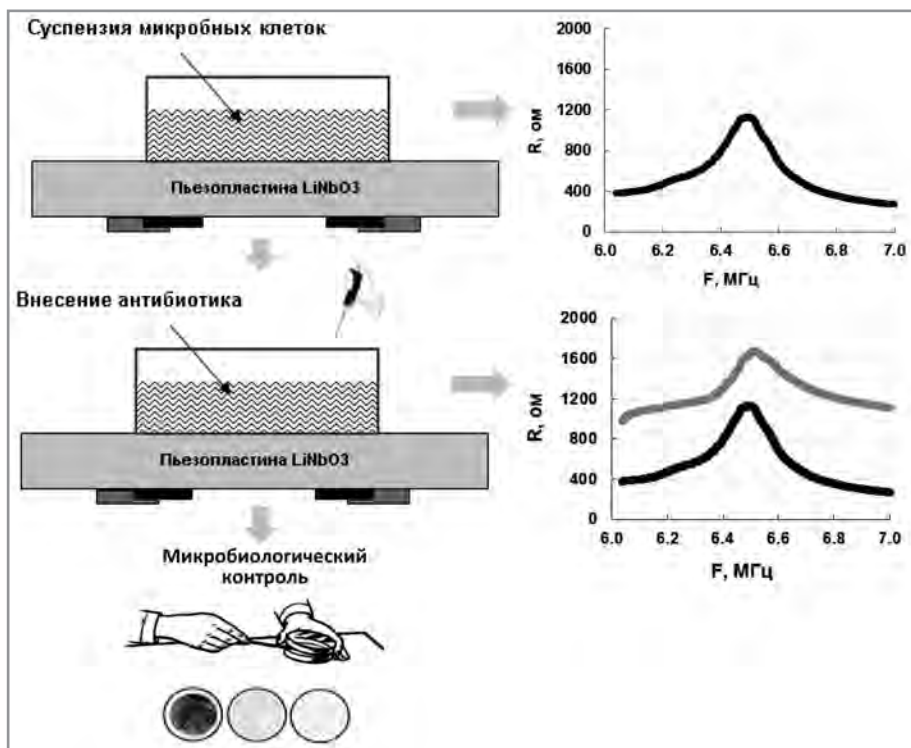 Суспензия микробных клеток
Пьезопластина LiNbO3
2000
1600
1200
800
400
0
R, ом
6.0 6.2 6.4 6.6 6.8 7.0
F, МГц
Внесение антибиотика
Пьезопластина LiNbO3
2000
1600
1200
800
400
0
R, ом
6.0 6.2 6.4 6.6 6.8 7.0
F, МГц
Микробиологический
контроль